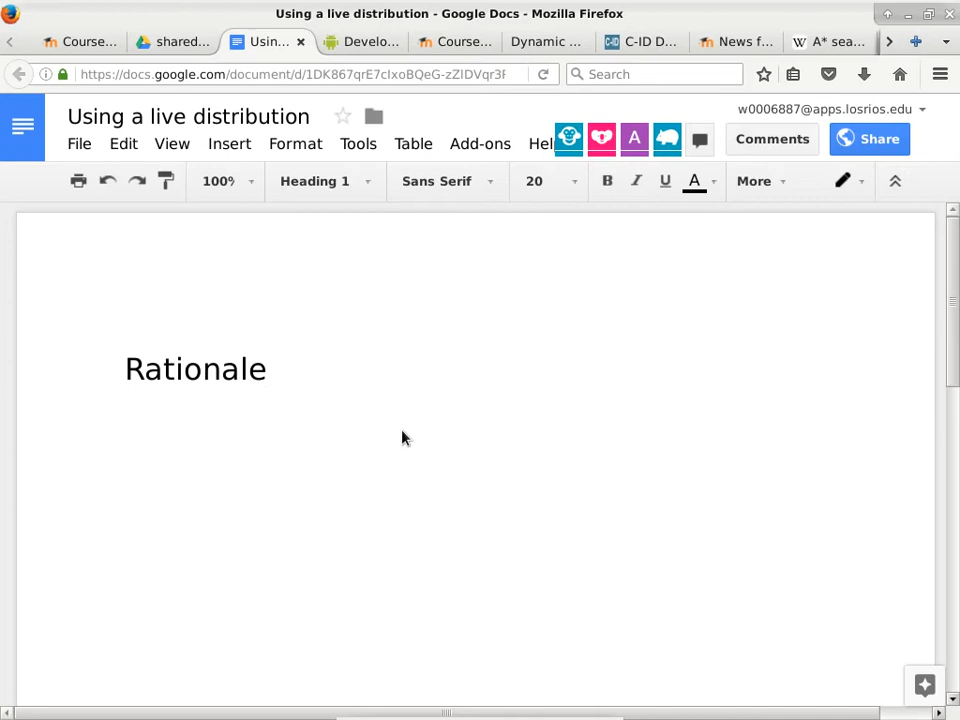 Using a live distribution - Google Docs - Mozilla Firefox
Course... shared... Usin... Develo... Course... Dynamic ... C-ID D... News f... W A* sea...
https://docs.google.com/document/d/1DK867qrE7cIxoBQeG-zZIDVqr3F Search
w0006887@apps.losrios.edu
Using a live distribution
File Edit View Insert Format Tools Table Add-ons Hel A Comments Share
100% Heading 1 Sans Serif 20 B I U A More
Rationale